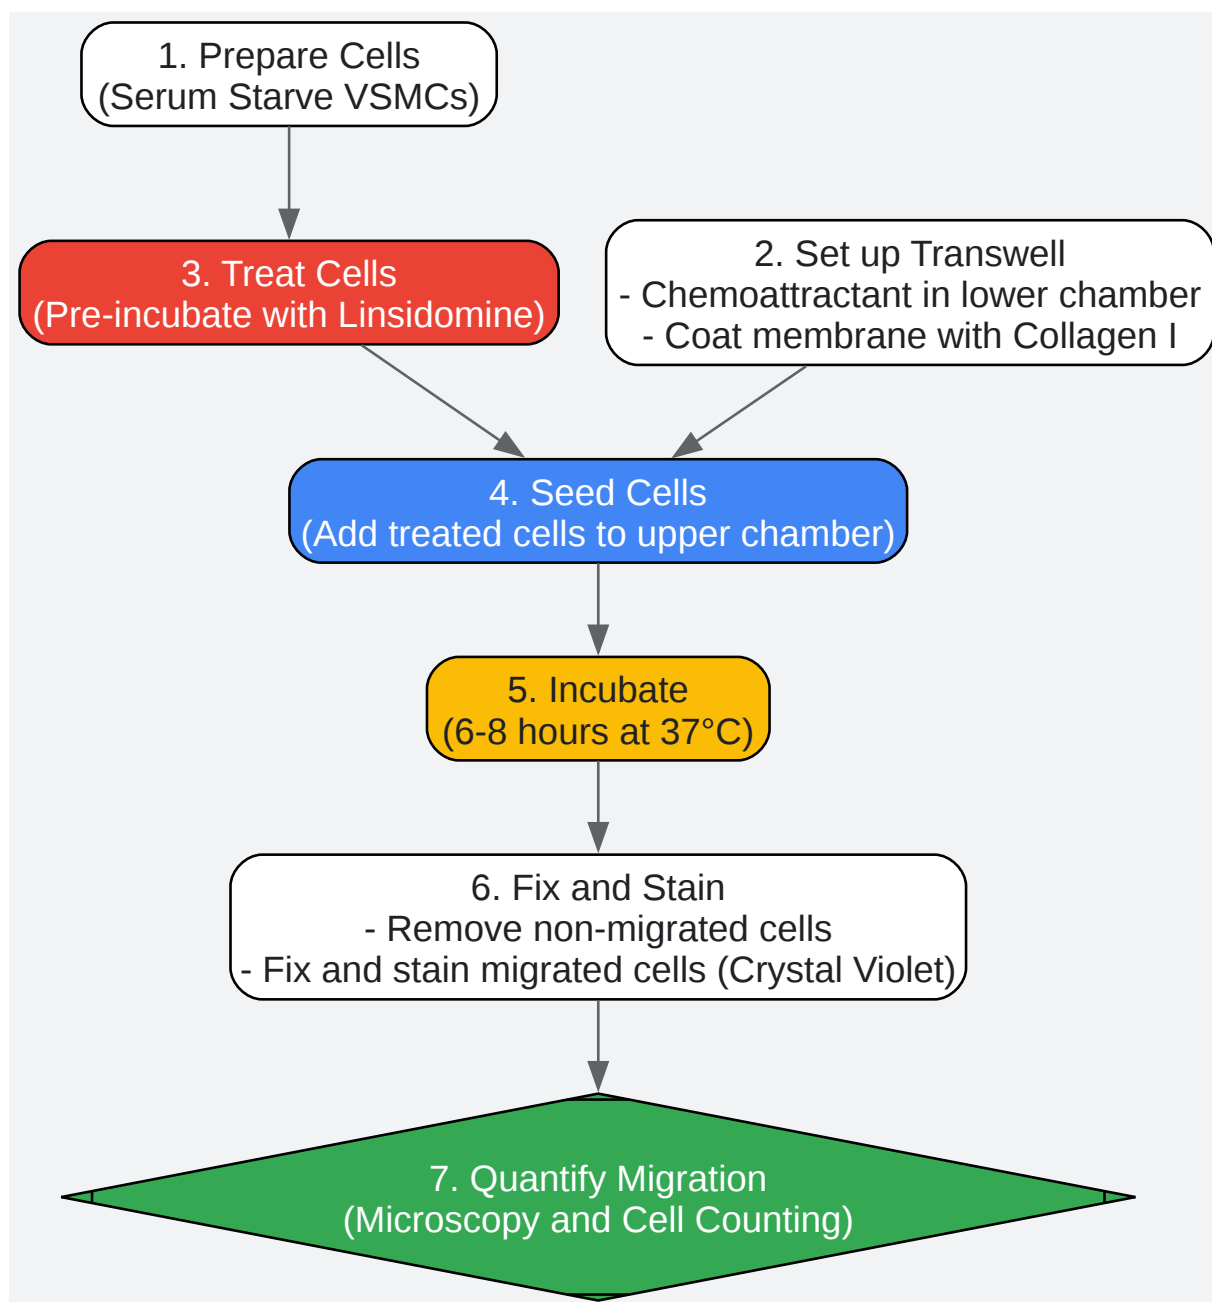 1. Prepare Cells
(Serum Starve VSMCs)
2. Set up Transwell
- Chemoattractant in lower chamber
- Coat membrane with Collagen I
3. Treat Cells
(Pre-incubate with Linsidomine)
4. Seed Cells
(Add treated cells to upper chamber)
5. Incubate
(6-8 hours at 37°C)
6. Fix and Stain
- Remove non-migrated cells
- Fix and stain migrated cells (Crystal Violet)
7. Quantify Migration
(Microscopy and Cell Counting)